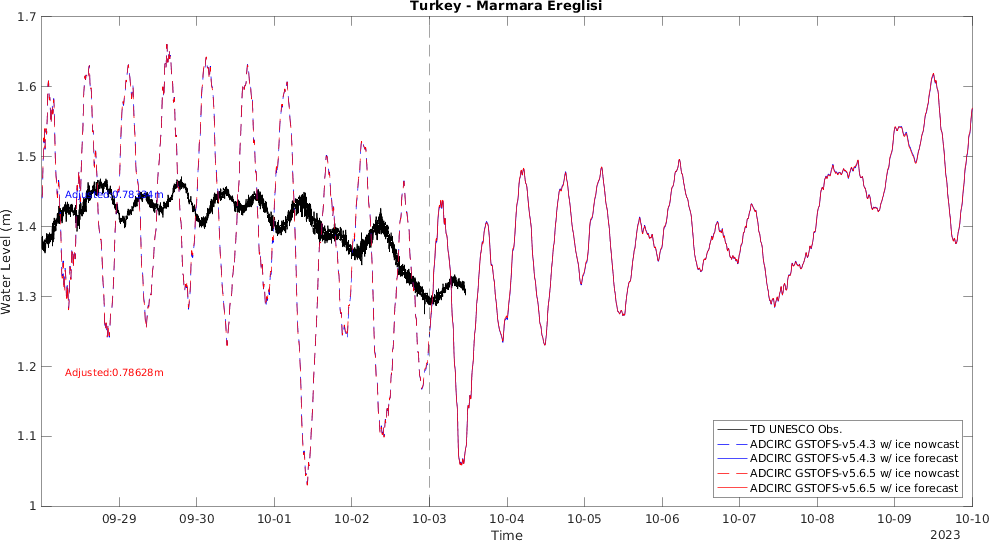 Turkey - Marmara Ereglisi
1.7
1.6
1.5
1.4
1.3
1.2
1.1
1
Water Level (m)
Adjusted:0.78334m
Adjusted:0.78628m
TD UNESCO Obs.
ADCIRC GSTOFS-v5.4.3 w/ ice nowcast
ADCIRC GSTOFS-v5.4.3 w/ ice forecast
ADCIRC GSTOFS-v5.6.5 w/ ice nowcast
ADCIRC GSTOFS-v5.6.5 w/ ice forecast
09-29 09-30 10-01 10-02 10-03 10-04 10-05 10-06 10-07 10-08 10-09 10-10
Time
2023